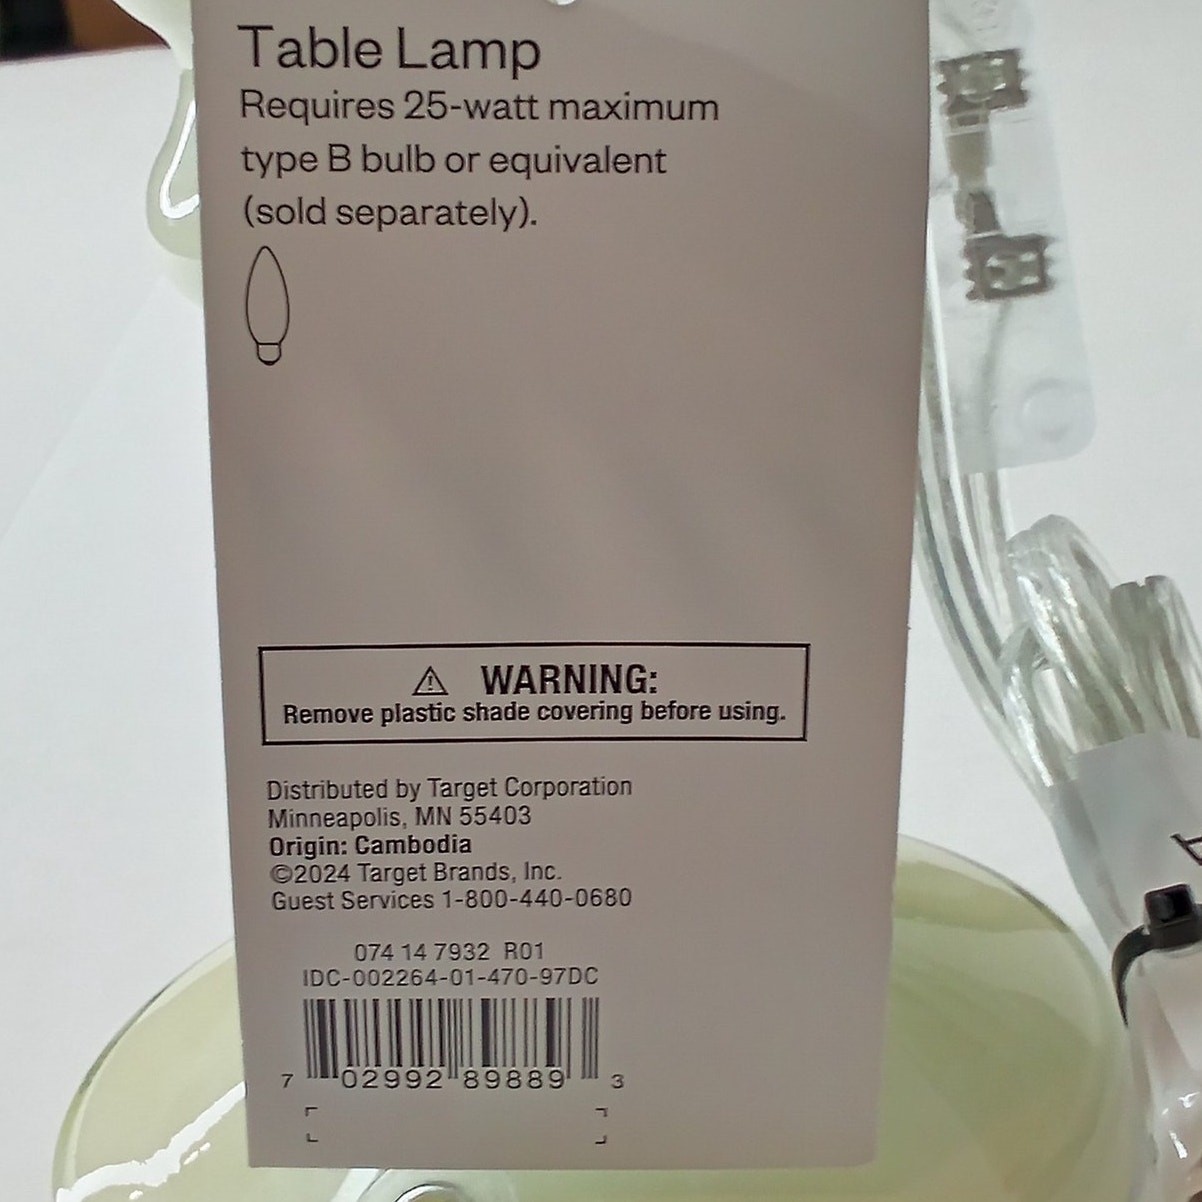 Table Lamp
Requires 25-watt maximum
type B bulb or equivalent
(sold separately).
⚠ WARNING:
Remove plastic shade covering before using.
Distributed by Target Corporation
Minneapolis, MN 55403
Origin: Cambodia
©2024 Target Brands, Inc.
Guest Services 1-800-440-0680
074 14 7932 R01
IDC-002264-01-470-97DC
7 02992 89889 3